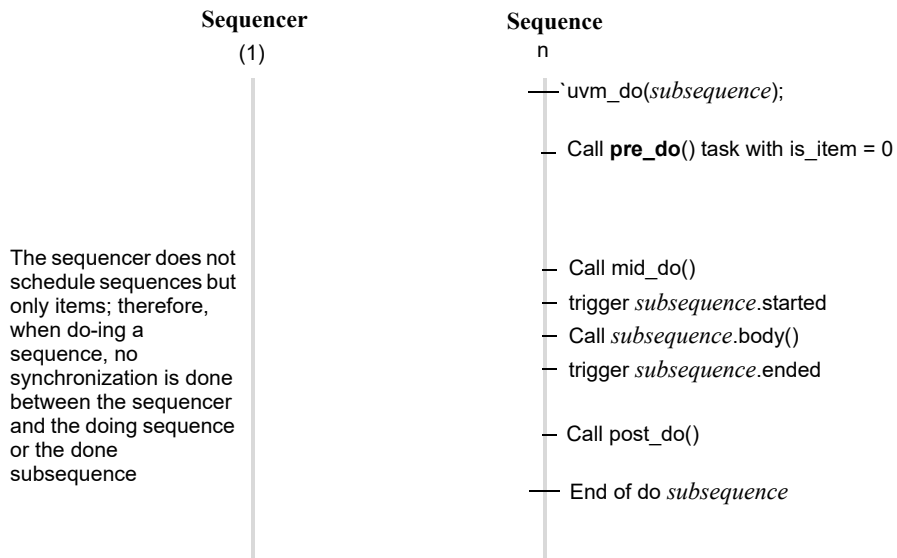 Sequencer
(1)
Sequence
n
`uvm_do(subsequence);
Call pre_do() task with is_item = 0
The sequencer does not
schedule sequences but
only items; therefore,
when do-ing a
sequence, no
synchronization is done
between the sequencer
and the doing sequence
or the done
subsequence
Call mid_do()
trigger subsequence.started
Call subsequence.body()
trigger subsequence.ended
Call post_do()
End of do subsequence